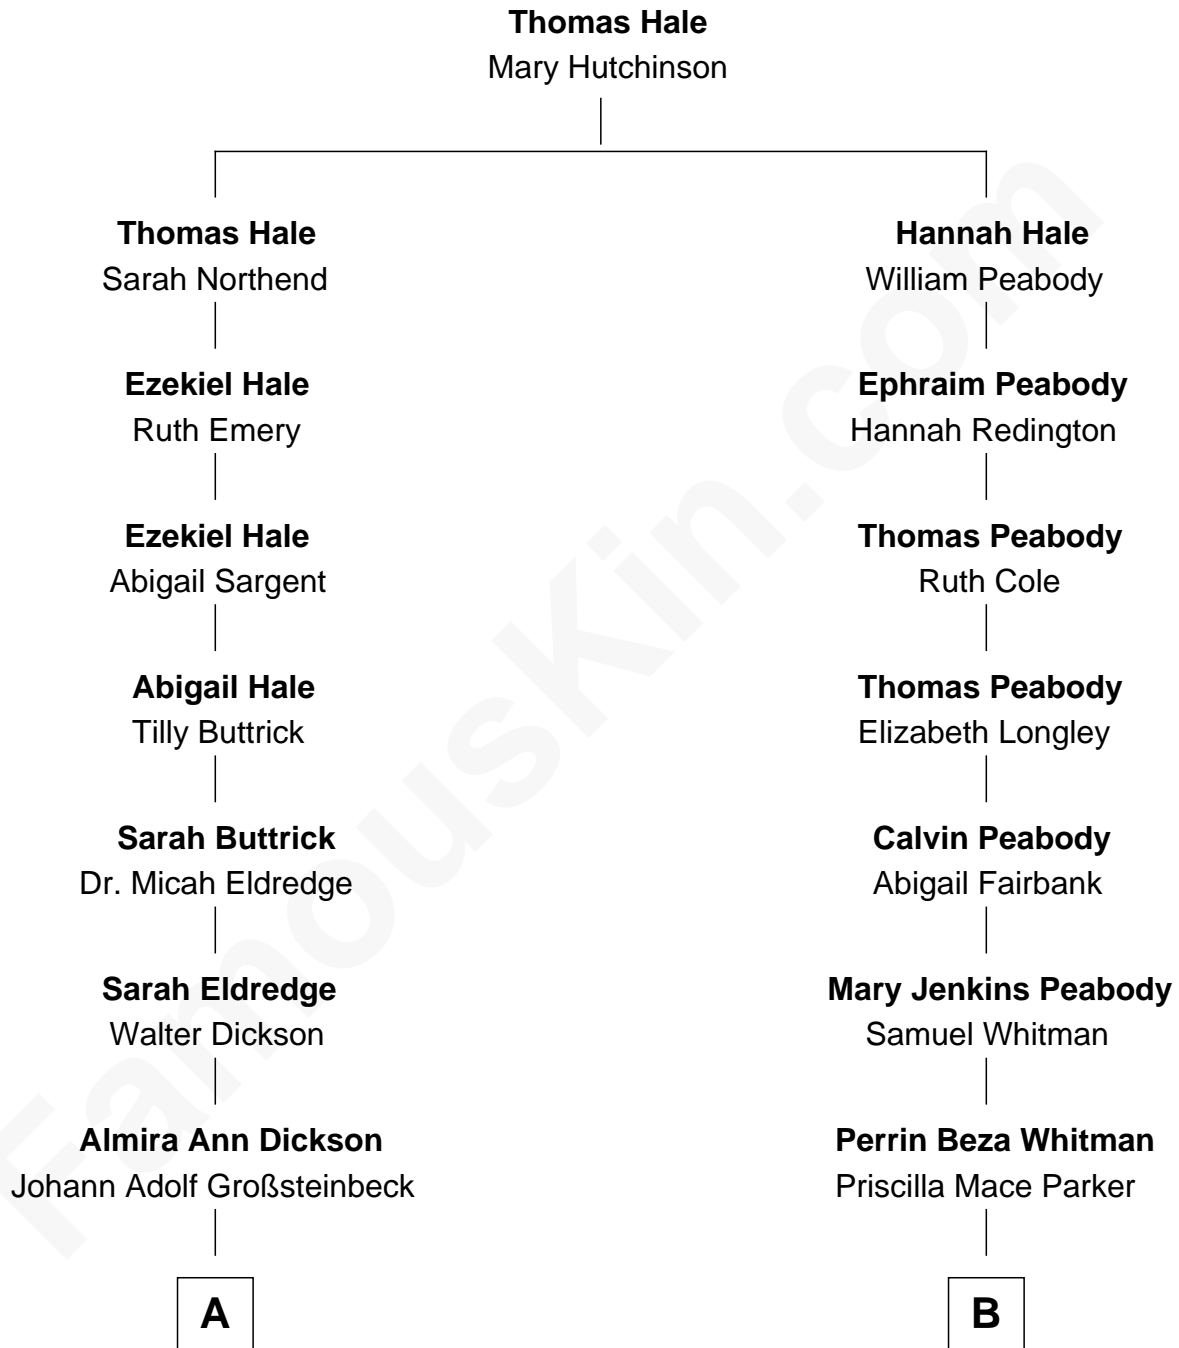 Thomas Hale
Mary Hutchinson
Thomas Hale
Sarah Northend
Hannah Hale
William Peabody
Ezekiel Hale
Ruth Emery
Ephraim Peabody
Hannah Redington
Ezekiel Hale
Abigail Sargent
Thomas Peabody
Ruth Cole
Abigail Hale
Tilly Buttrick
Thomas Peabody
Elizabeth Longley
Sarah Buttrick
Dr. Micah Eldredge
Calvin Peabody
Abigail Fairbank
Sarah Eldredge
Walter Dickson
Mary Jenkins Peabody
Samuel Whitman
Almira Ann Dickson
Johann Adolf Großsteinbeck
Perrin Beza Whitman
Priscilla Mace Parker
A
B
FamousKin.com